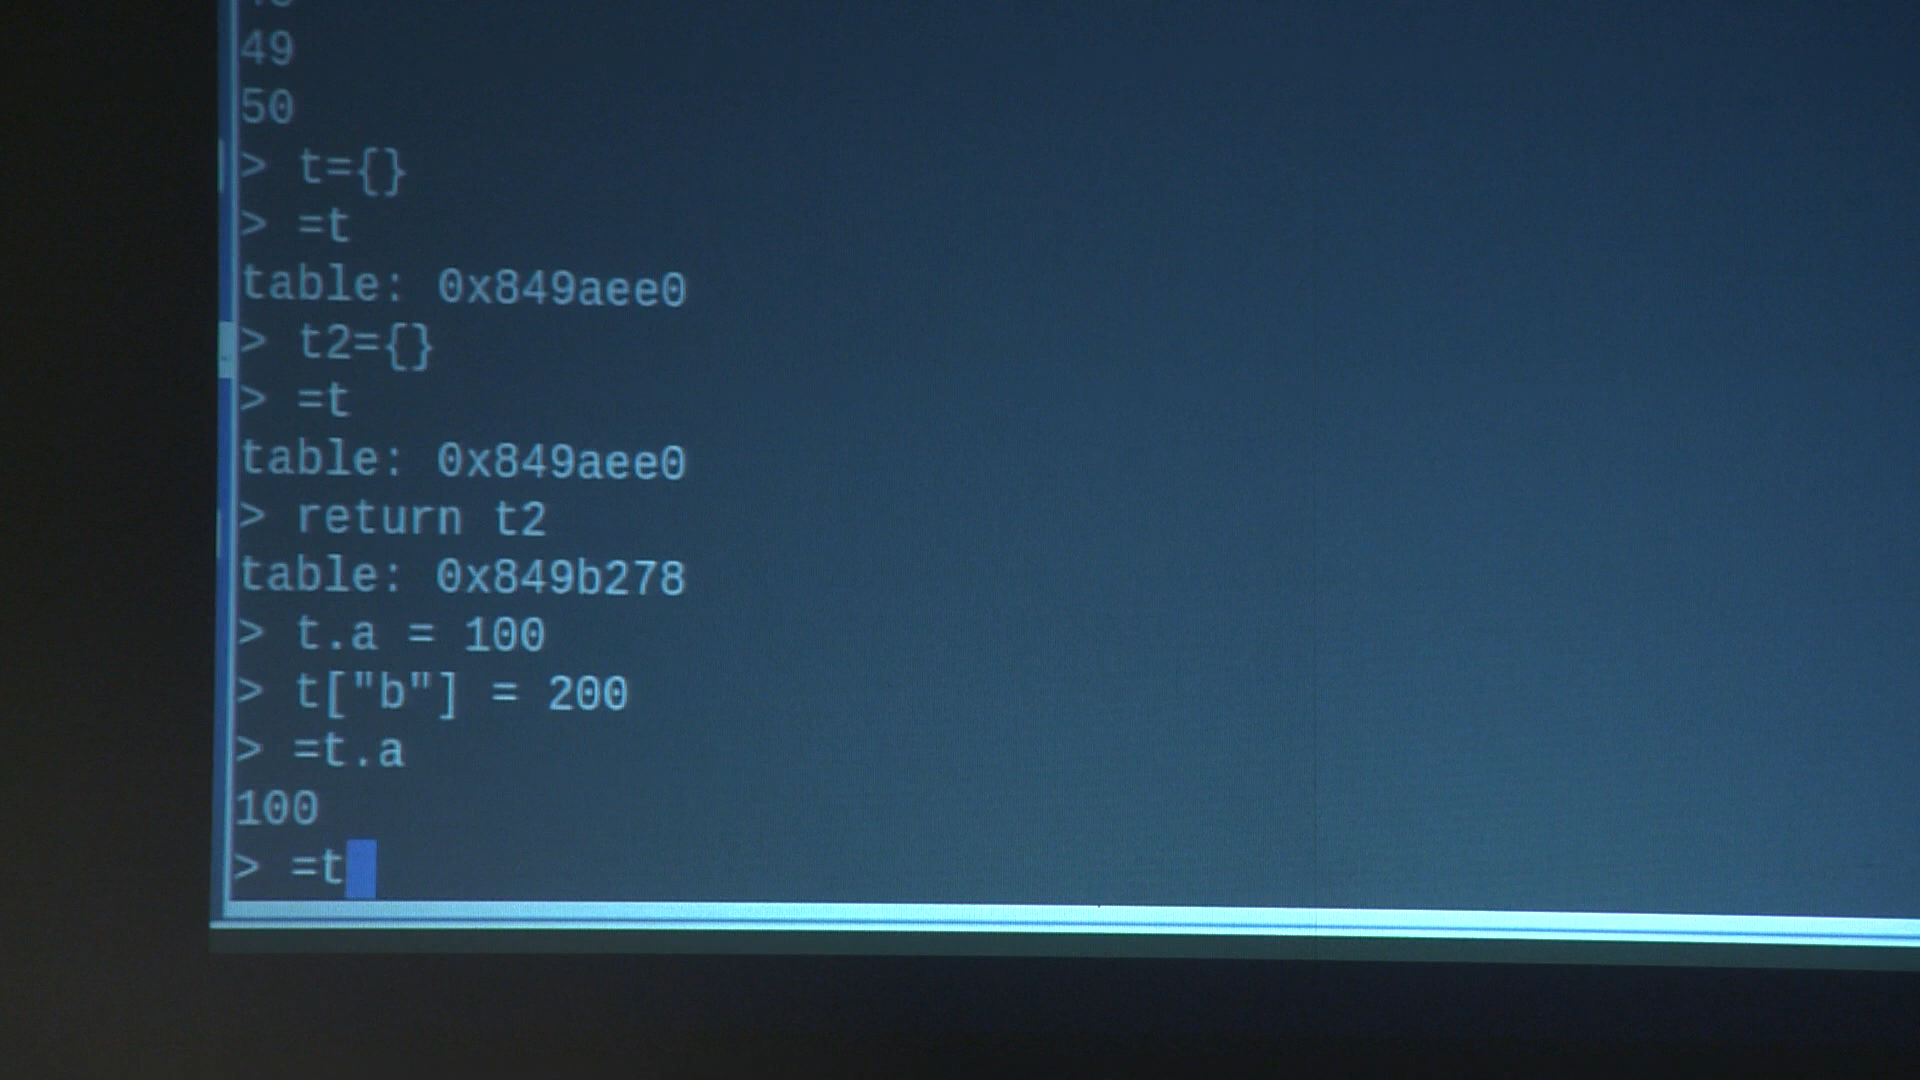 49
50
> t={}
> =t
table: 0x849aee0
> t2={}
> =t
table: 0x849aee0
> return t2
table: 0x849b278
> t.a = 100
> t["b"] = 200
> =t.a
100
> =t